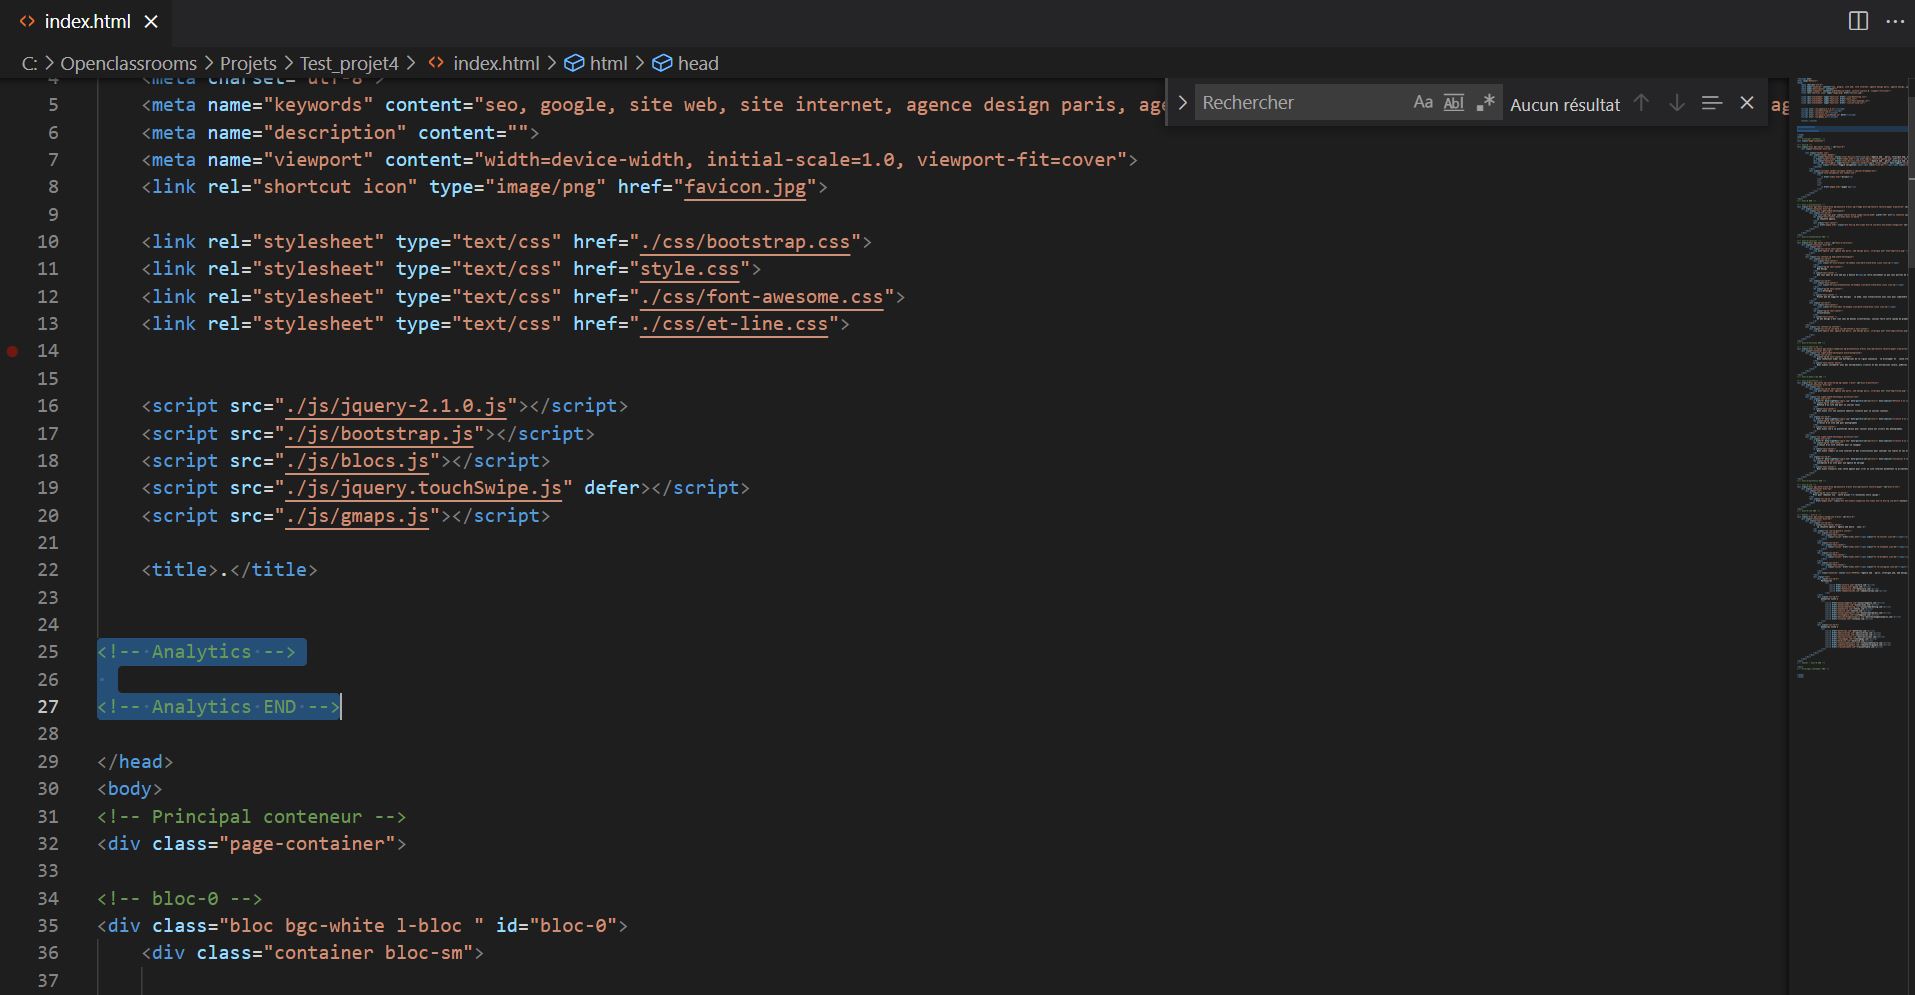 index.html
C: > Openclassrooms > Projets > Test_projet4 > index.html > html > head
Rechercher
Aucun résultat
4 <meta charset="utf-8">
5 <meta name="keywords" content="seo, google, site web, site internet, agence design paris, age
6 <meta name="description" content="">
7 <meta name="viewport" content="width=device-width, initial-scale=1.0, viewport-fit=cover">
8 <link rel="shortcut icon" type="image/png" href="favicon.jpg">
9
10 <link rel="stylesheet" type="text/css" href="./css/bootstrap.css">
11 <link rel="stylesheet" type="text/css" href="style.css">
12 <link rel="stylesheet" type="text/css" href="./css/font-awesome.css">
13 <link rel="stylesheet" type="text/css" href="./css/et-line.css">
14
15
16 <script src="./js/jquery-2.1.0.js"></script>
17 <script src="./js/bootstrap.js"></script>
18 <script src="./js/blocs.js"></script>
19 <script src="./js/jquery.touchSwipe.js" defer></script>
20 <script src="./js/gmaps.js"></script>
21
22 <title>.</title>
23
24
25 <!-- Analytics -->
26
27 <!-- Analytics END -->
28
29 </head>
30 <body>
31 <!-- Principal conteneur -->
32 <div class="page-container">
33
34 <!-- bloc-0 -->
35 <div class="bloc bgc-white l-bloc " id="bloc-0">
36 <div class="container bloc-sm">
37